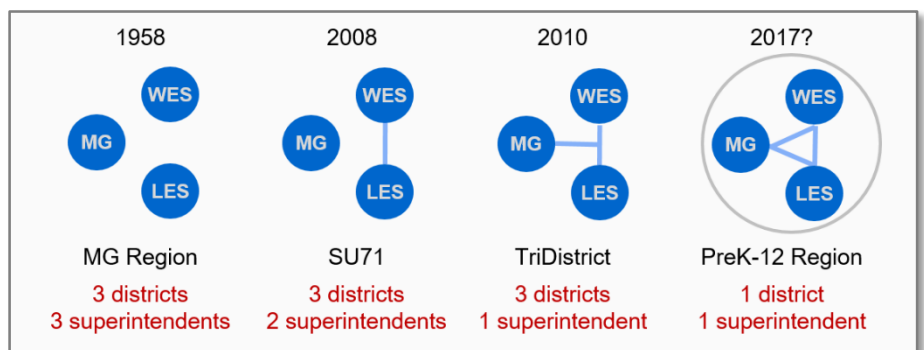 1958
WES
MG
LES
MG Region
3 districts
3 superintendents
2008
WES
MG
LES
SU71
3 districts
2 superintendents
2010
WES
MG
LES
TriDistrict
3 districts
1 superintendent
2017?
WES
MG
LES
PreK-12 Region
1 district
1 superintendent